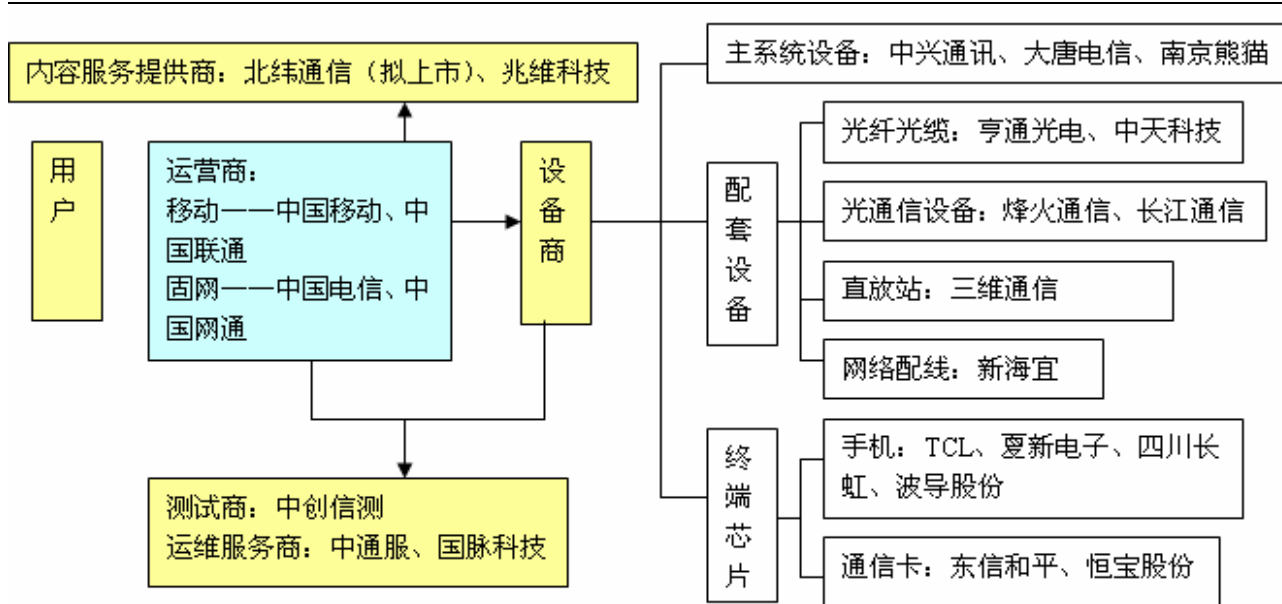 内容服务提供商：北纬通信（拟上市）、兆维科技
用户
运营商：
移动——中国移动、中
国联通
固网——中国电信、中
国网通
设备商
测试商：中创信测
运维服务商：中通服、国脉科技
主系统设备：中兴通讯、大唐电信、南京熊猫
配套设备
光纤光缆：亨通光电、中天科技
光通信设备：烽火通信、长江通信
直放站：三维通信
网络配线：新海宜
终端芯片
手机：TCL、夏新电子、四川长
虹、波导股份
通信卡：东信和平、恒宝股份